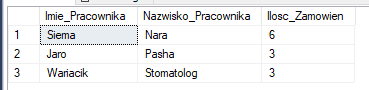 Imie_Pracownika Nazwisko_Pracownika Ilosc_Zamowien
1 Siema Nara 6
2 Jaro Pasha 3
3 Wariacik Stomatolog 3